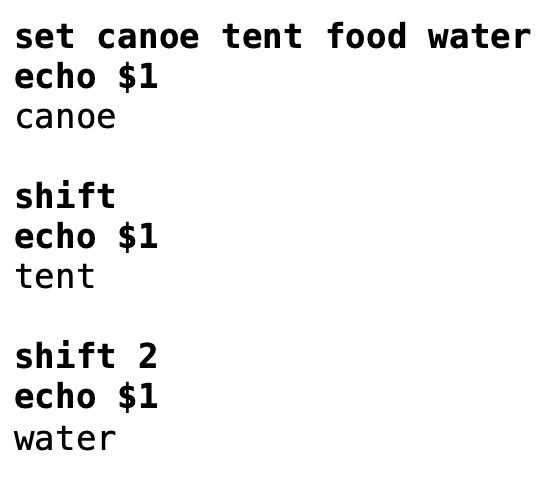 set canoe tent food water
echo $1
canoe
shift
echo $1
tent
shift 2
echo $1
water